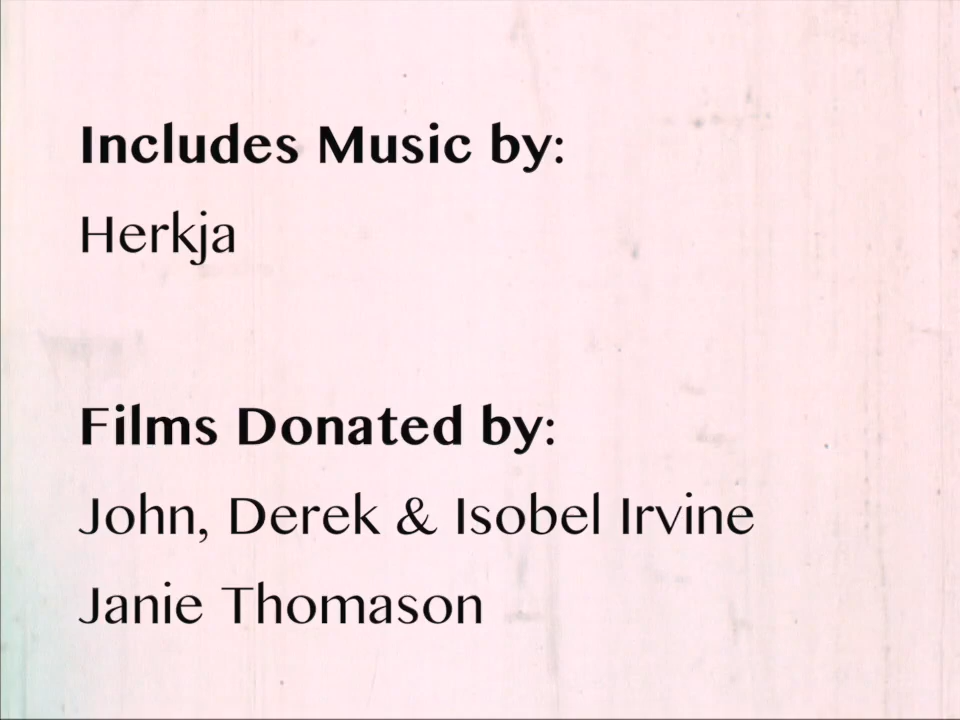 Includes Music by:
Herkja
Films Donated by:
John, Derek & Isobel Irvine
Janie Thomason